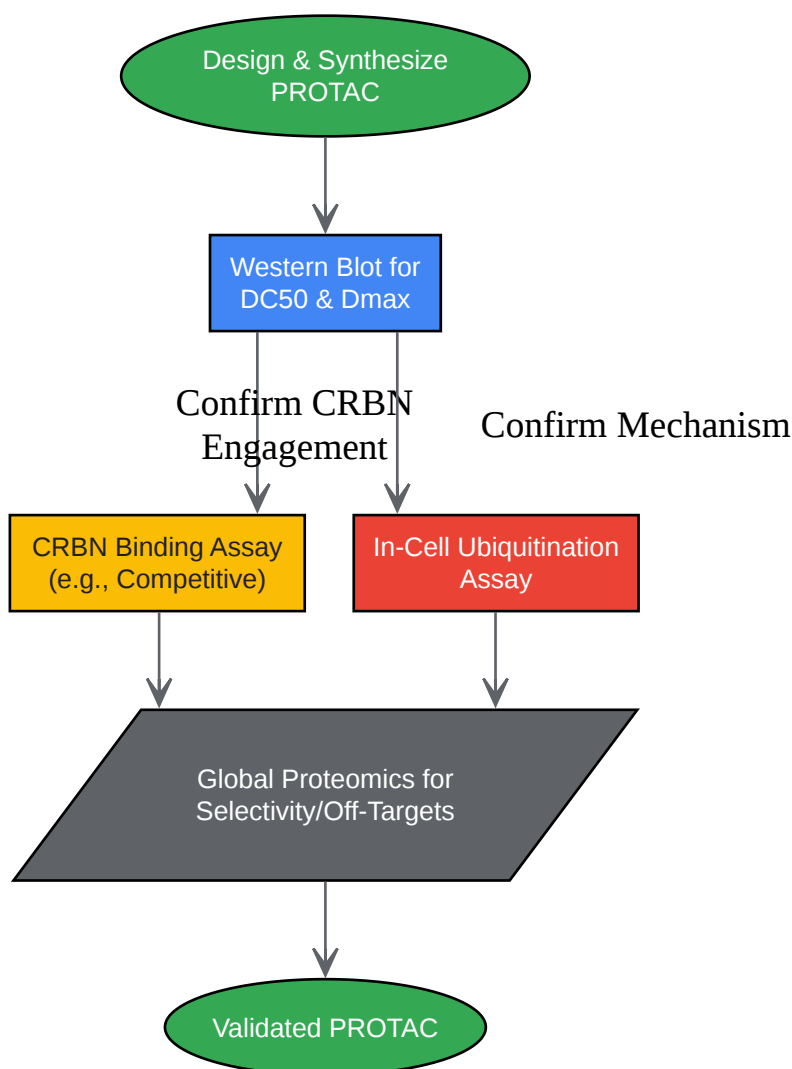 Design & Synthesize
PROTAC
Western Blot for
DC50 & Dmax
Confirm CRBN
Engagement
Confirm Mechanism
CRBN Binding Assay
(e.g., Competitive)
In-Cell Ubiquitination
Assay
Global Proteomics for
Selectivity/Off-Targets
Validated PROTAC